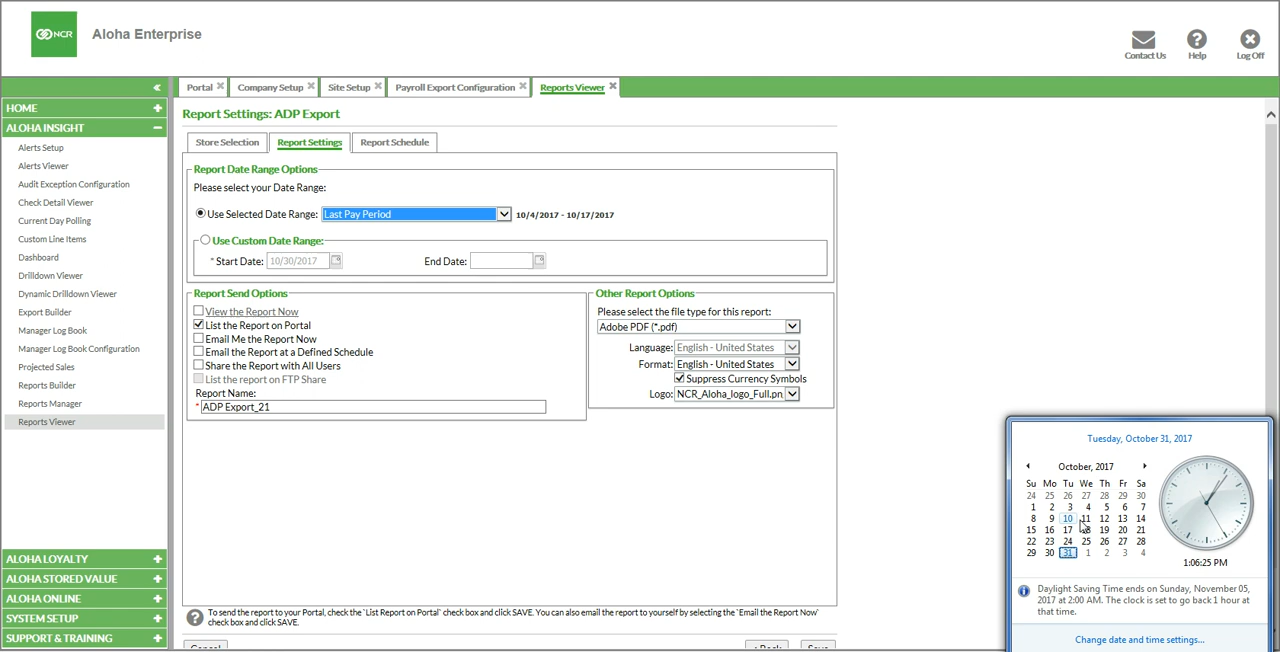 NCR Aloha Enterprise
Contact Us Help Log Off
«
Portal Company Setup Site Setup Payroll Export Configuration Reports Viewer
HOME +
ALOHA INSIGHT −
Alerts Setup
Alerts Viewer
Audit Exception Configuration
Check Detail Viewer
Current Day Polling
Custom Line Items
Dashboard
Drilldown Viewer
Dynamic Drilldown Viewer
Export Builder
Manager Log Book
Manager Log Book Configuration
Projected Sales
Reports Builder
Reports Manager
Reports Viewer
ALOHA LOYALTY +
ALOHA STORED VALUE +
ALOHA ONLINE +
SYSTEM SETUP +
SUPPORT & TRAINING +
Report Settings: ADP Export
Store Selection Report Settings Report Schedule
Report Date Range Options
Please select your Date Range:
Use Selected Date Range: Last Pay Period 10/4/2017 - 10/17/2017
Use Custom Date Range:
* Start Date: 10/30/2017 End Date:
Report Send Options
View the Report Now
List the Report on Portal
Email Me the Report Now
Email the Report at a Defined Schedule
Share the Report with All Users
List the report on FTP Share
Report Name:
* ADP Export_21
Other Report Options
Please select the file type for this report:
Adobe PDF (*.pdf)
Language: English - United States
Format: English - United States
Suppress Currency Symbols
Logo: NCR_Aloha_logo_Full.pn
To send the report to your Portal, check the `List Report on Portal` check box and click SAVE. You can also email the report to yourself by selecting the `Email the Report Now`
check box and click SAVE.
Cancel < Back Save
Tuesday, October 31, 2017
October, 2017
Su Mo Tu We Th Fr Sa
24 25 26 27 28 29 30
1 2 3 4 5 6 7
8 9 10 11 12 13 14
15 16 17 18 19 20 21
22 23 24 25 26 27 28
29 30 31 1 2 3 4
1:06:25 PM
Daylight Saving Time ends on Sunday, November 05,
2017 at 2:00 AM. The clock is set to go back 1 hour at
that time.
Change date and time settings...